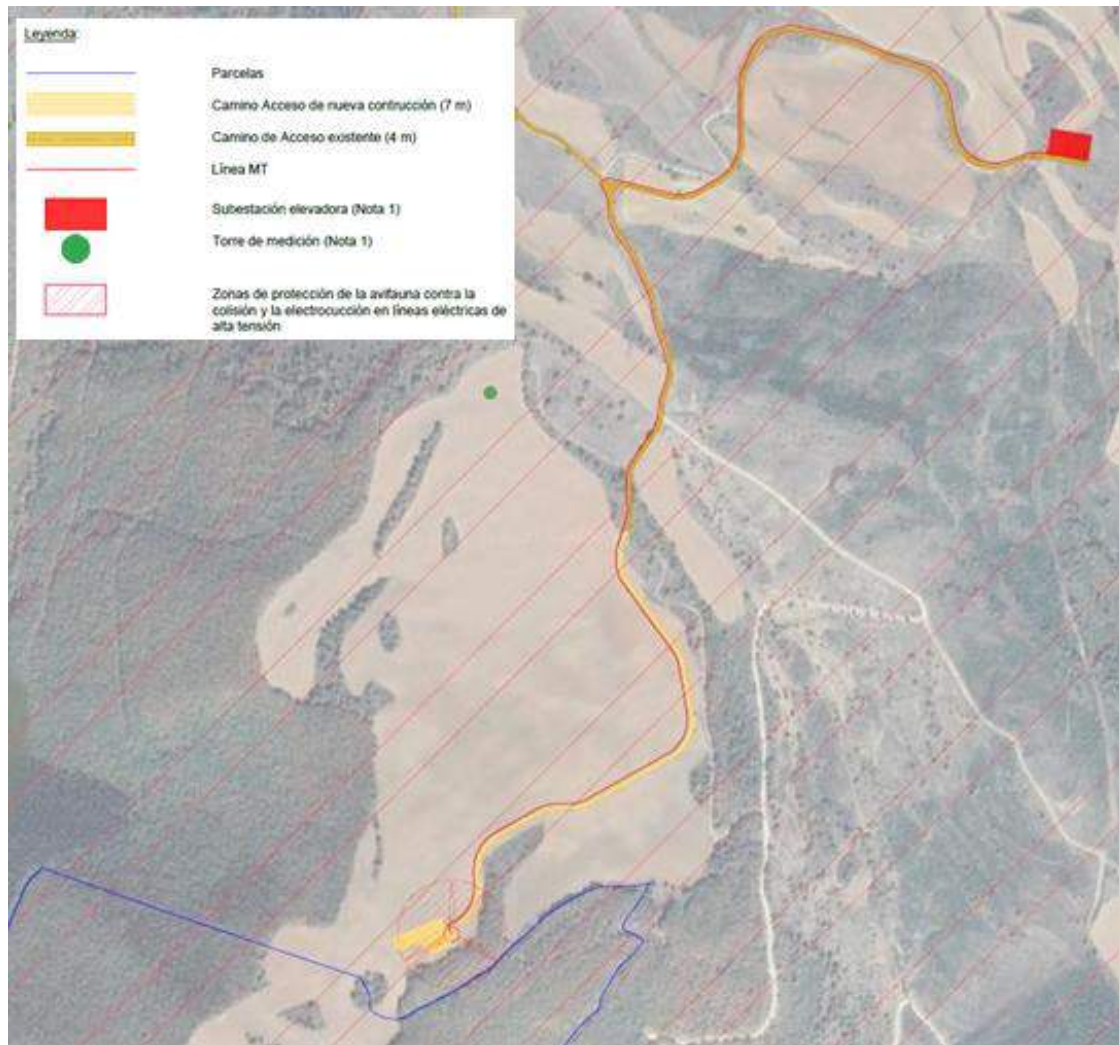 Leyenda:
Parcelas
Camino Acceso de nueva contrucción (7 m)
Camino de Acceso existente (4 m)
Línea MT
Subestación elevadora (Nota 1)
Torre de medición (Nota 1)
Zonas de protección de la avifauna contra la
colisión y la electrocucción en líneas eléctricas de
alta tensión